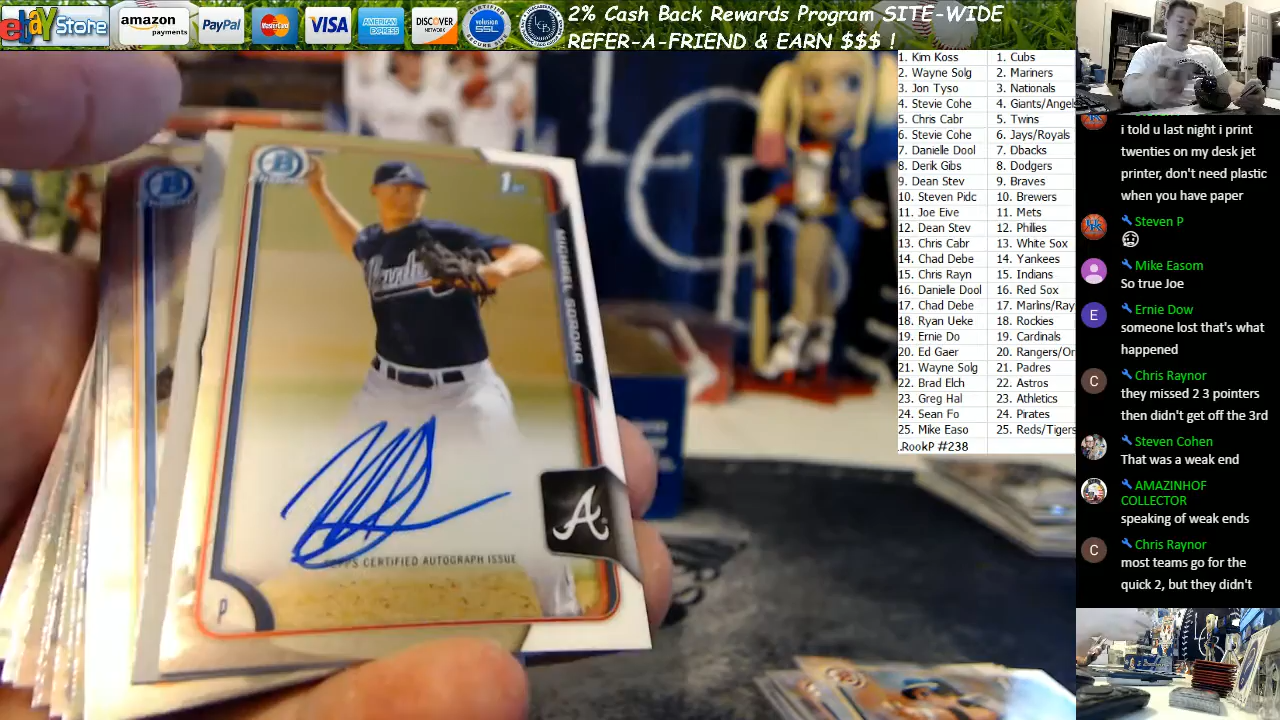 ebay Store
amazon payments
PayPal
MasterCard
VISA
AMERICAN EXPRESS
DISCOVER NETWORK
volusion SSL
2% Cash Back Rewards Program SITE-WIDE
REFER-A-FRIEND & EARN $$$ !
1. Kim Koss 1. Cubs
2. Wayne Solg 2. Mariners
3. Jon Tyso 3. Nationals
4. Stevie Cohe 4. Giants/Angels
5. Chris Cabr 5. Twins
6. Stevie Cohe 6. Jays/Royals
7. Danielle Dool 7. Dbacks
8. Derik Gibs 8. Dodgers
9. Dean Stev 9. Braves
10. Steven Pidc 10. Brewers
11. Joe Eive 11. Mets
12. Dean Stev 12. Philies
13. Chris Cabr 13. White Sox
14. Chad Debe 14. Yankees
15. Chris Rayn 15. Indians
16. Danielle Dool 16. Red Sox
17. Chad Debe 17. Marlins/Ray
18. Ryan Ueke 18. Rockies
19. Ernie Do 19. Cardinals
20. Ed Gaer 20. Rangers/Or
21. Wayne Solg 21. Padres
22. Brad Elch 22. Astros
23. Greg Hal 23. Athletics
24. Sean Fo 24. Pirates
25. Mike Easo 25. Reds/Tigers
.RookP #238
i told u last night i print
twenties on my desk jet
printer, don't need plastic
when you have paper
Steven P
Mike Easom
So true Joe
Ernie Dow
someone lost that's what
happened
Chris Raynor
they missed 2 3 pointers
then didn't get off the 3rd
Steven Cohen
That was a weak end
AMAZINHOF
COLLECTOR
speaking of weak ends
Chris Raynor
most teams go for the
quick 2, but they didn't
B
1st
MICHAEL SOROKA
A
CERTIFIED AUTOGRAPH ISSUE
P